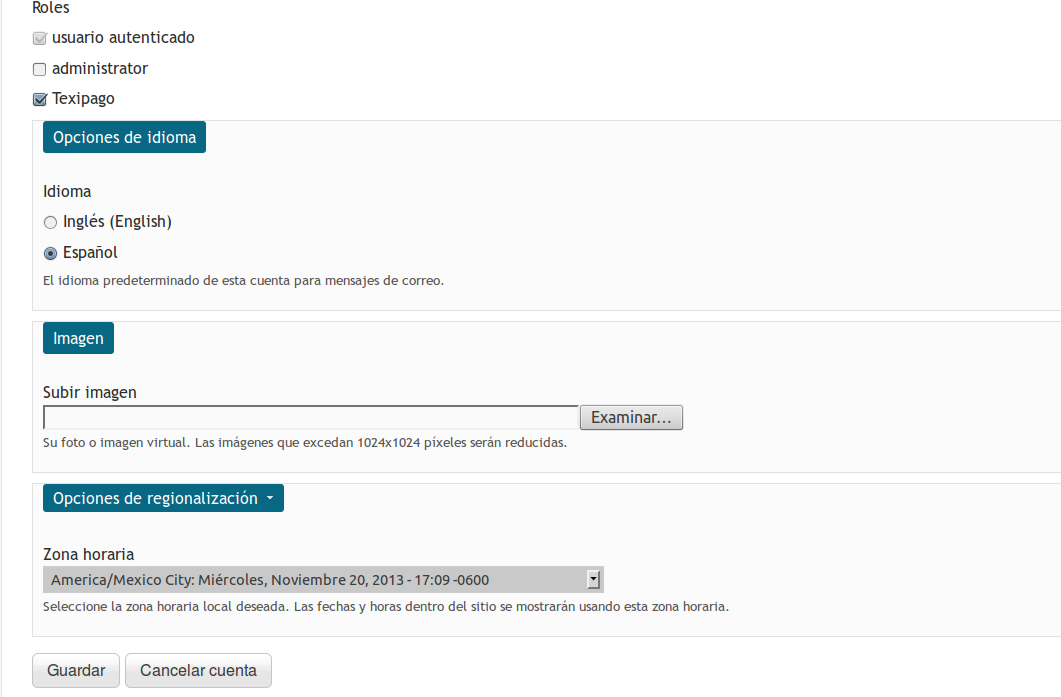 Roles
usuario autenticado
administrator
Texipago
Opciones de idioma
Idioma
Inglés (English)
Español
El idioma predeterminado de esta cuenta para mensajes de correo.
Imagen
Subir imagen
Examinar...
Su foto o imagen virtual. Las imágenes que excedan 1024x1024 píxeles serán reducidas.
Opciones de regionalización
Zona horaria
America/Mexico City: Miércoles, Noviembre 20, 2013 - 17:09 -0600
Seleccione la zona horaria local deseada. Las fechas y horas dentro del sitio se mostrarán usando esta zona horaria.
Guardar Cancelar cuenta